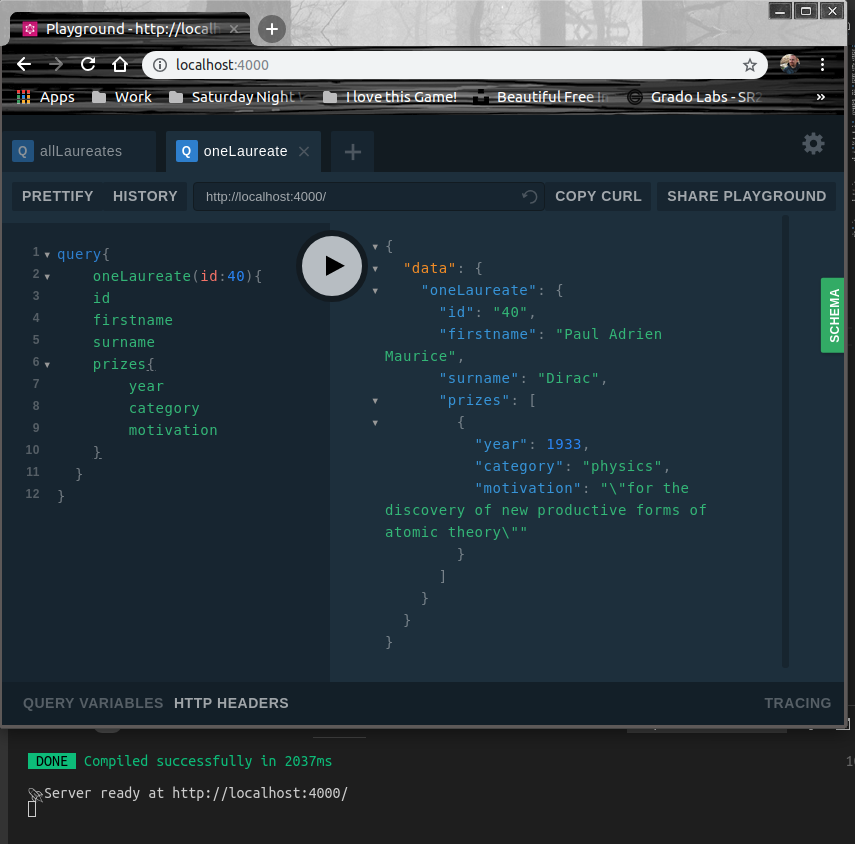 Playground - http://local
localhost:4000
Apps Work Saturday Night I love this Game! Beautiful Free Grado Labs - SR2 »
Q allLaureates Q oneLaureate
PRETTIFY HISTORY http://localhost:4000/ COPY CURL SHARE PLAYGROUND
1 query{
2 oneLaureate(id:40){
3 id
4 firstname
5 surname
6 prizes{
7 year
8 category
9 motivation
10 }
11 }
12 }
{
"data": {
"oneLaureate": {
"id": "40",
"firstname": "Paul Adrien
Maurice",
"surname": "Dirac",
"prizes": [
{
"year": 1933,
"category": "physics",
"motivation": "\"for the
discovery of new productive forms of
atomic theory\""
}
]
}
}
}
SCHEMA
QUERY VARIABLES HTTP HEADERS TRACING
DONE Compiled successfully in 2037ms
Server ready at http://localhost:4000/